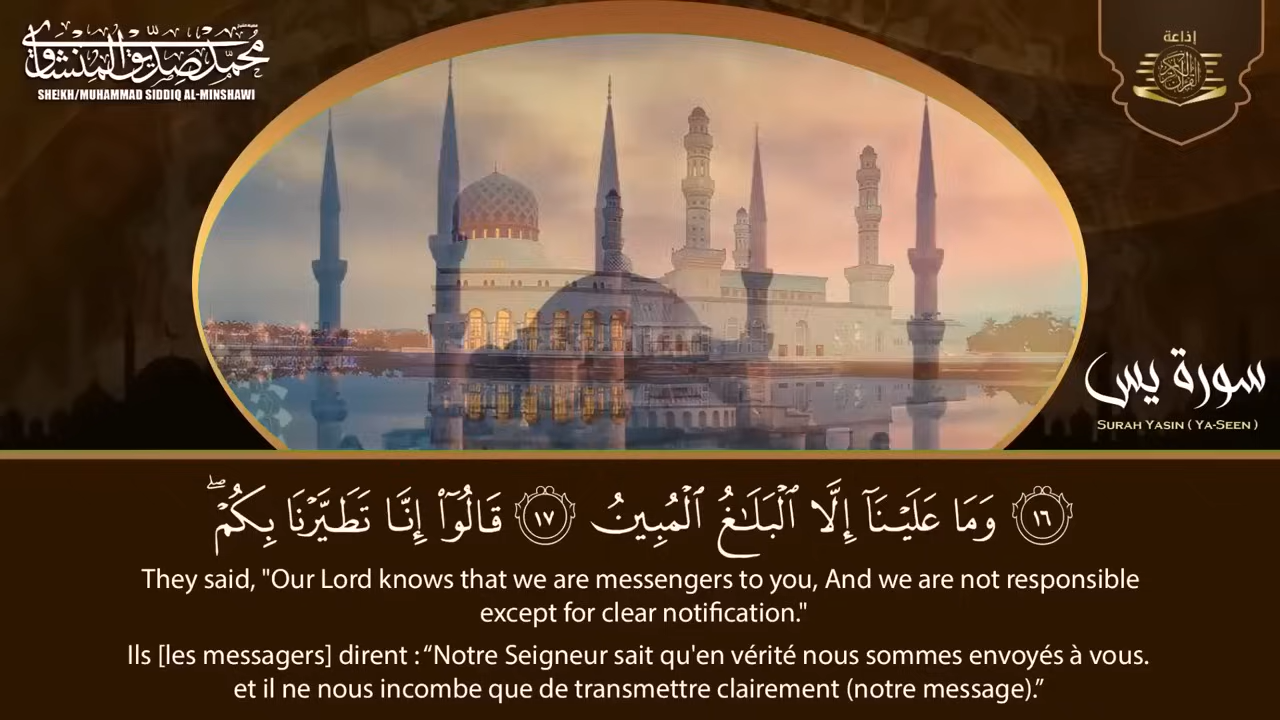 محمد صديق المنشاوي
SHEIKH/MUHAMMAD SIDDIQ AL-MINSHAWI
إذاعة
القرآن الكريم
سورة يس
SURAH YASIN ( YA-SEEN )
١٦ وَمَا عَلَيْنَآ إِلَّا ٱلْبَلَـٰغُ ٱلْمُبِينُ ١٧ قَالُوٓا۟ إِنَّا تَطَيَّرْنَا بِكُمْ ۖ
They said, "Our Lord knows that we are messengers to you, And we are not responsible
except for clear notification."
Ils [les messagers] dirent : “Notre Seigneur sait qu'en vérité nous sommes envoyés à vous.
et il ne nous incombe que de transmettre clairement (notre message).”